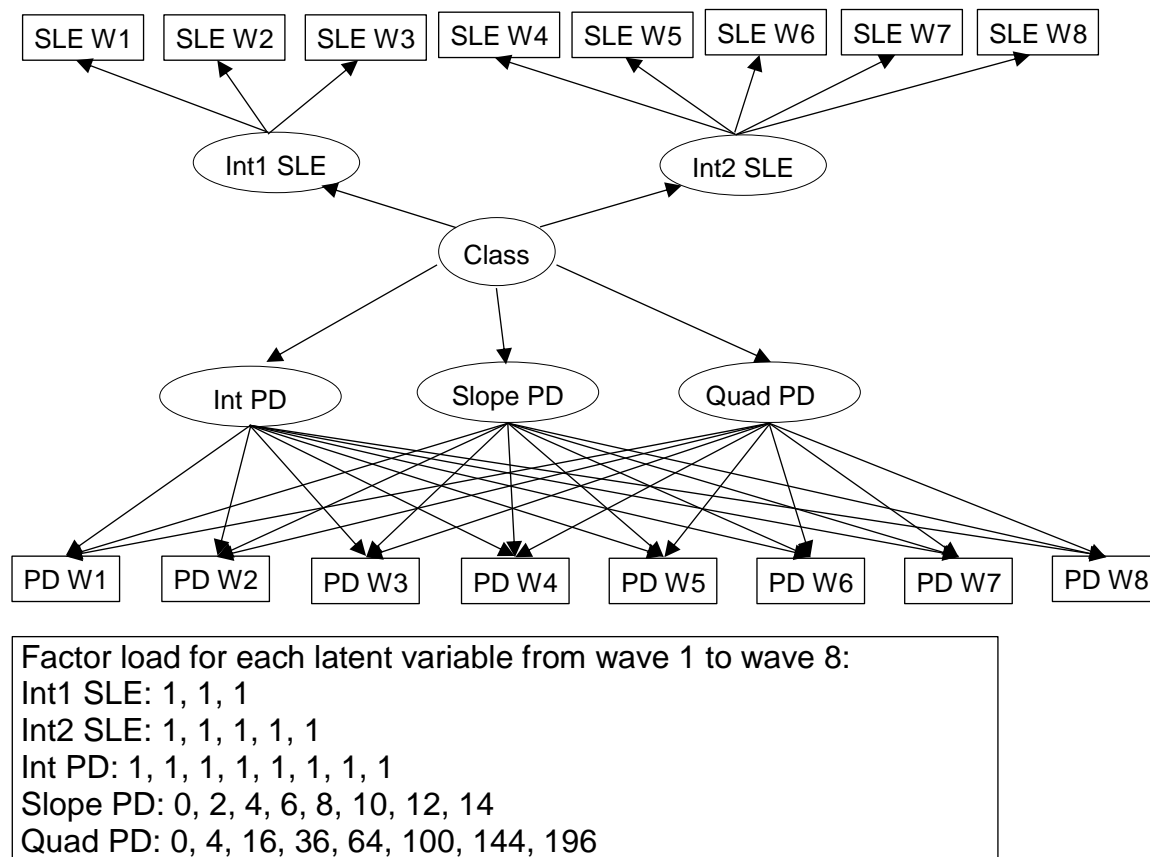 SLE W1 SLE W2 SLE W3 SLE W4 SLE W5 SLE W6 SLE W7 SLE W8
Int1 SLE Int2 SLE
Class
Int PD Slope PD Quad PD
PD W1 PD W2 PD W3 PD W4 PD W5 PD W6 PD W7 PD W8
Factor load for each latent variable from wave 1 to wave 8:
Int1 SLE: 1, 1, 1
Int2 SLE: 1, 1, 1, 1, 1
Int PD: 1, 1, 1, 1, 1, 1, 1, 1
Slope PD: 0, 2, 4, 6, 8, 10, 12, 14
Quad PD: 0, 4, 16, 36, 64, 100, 144, 196